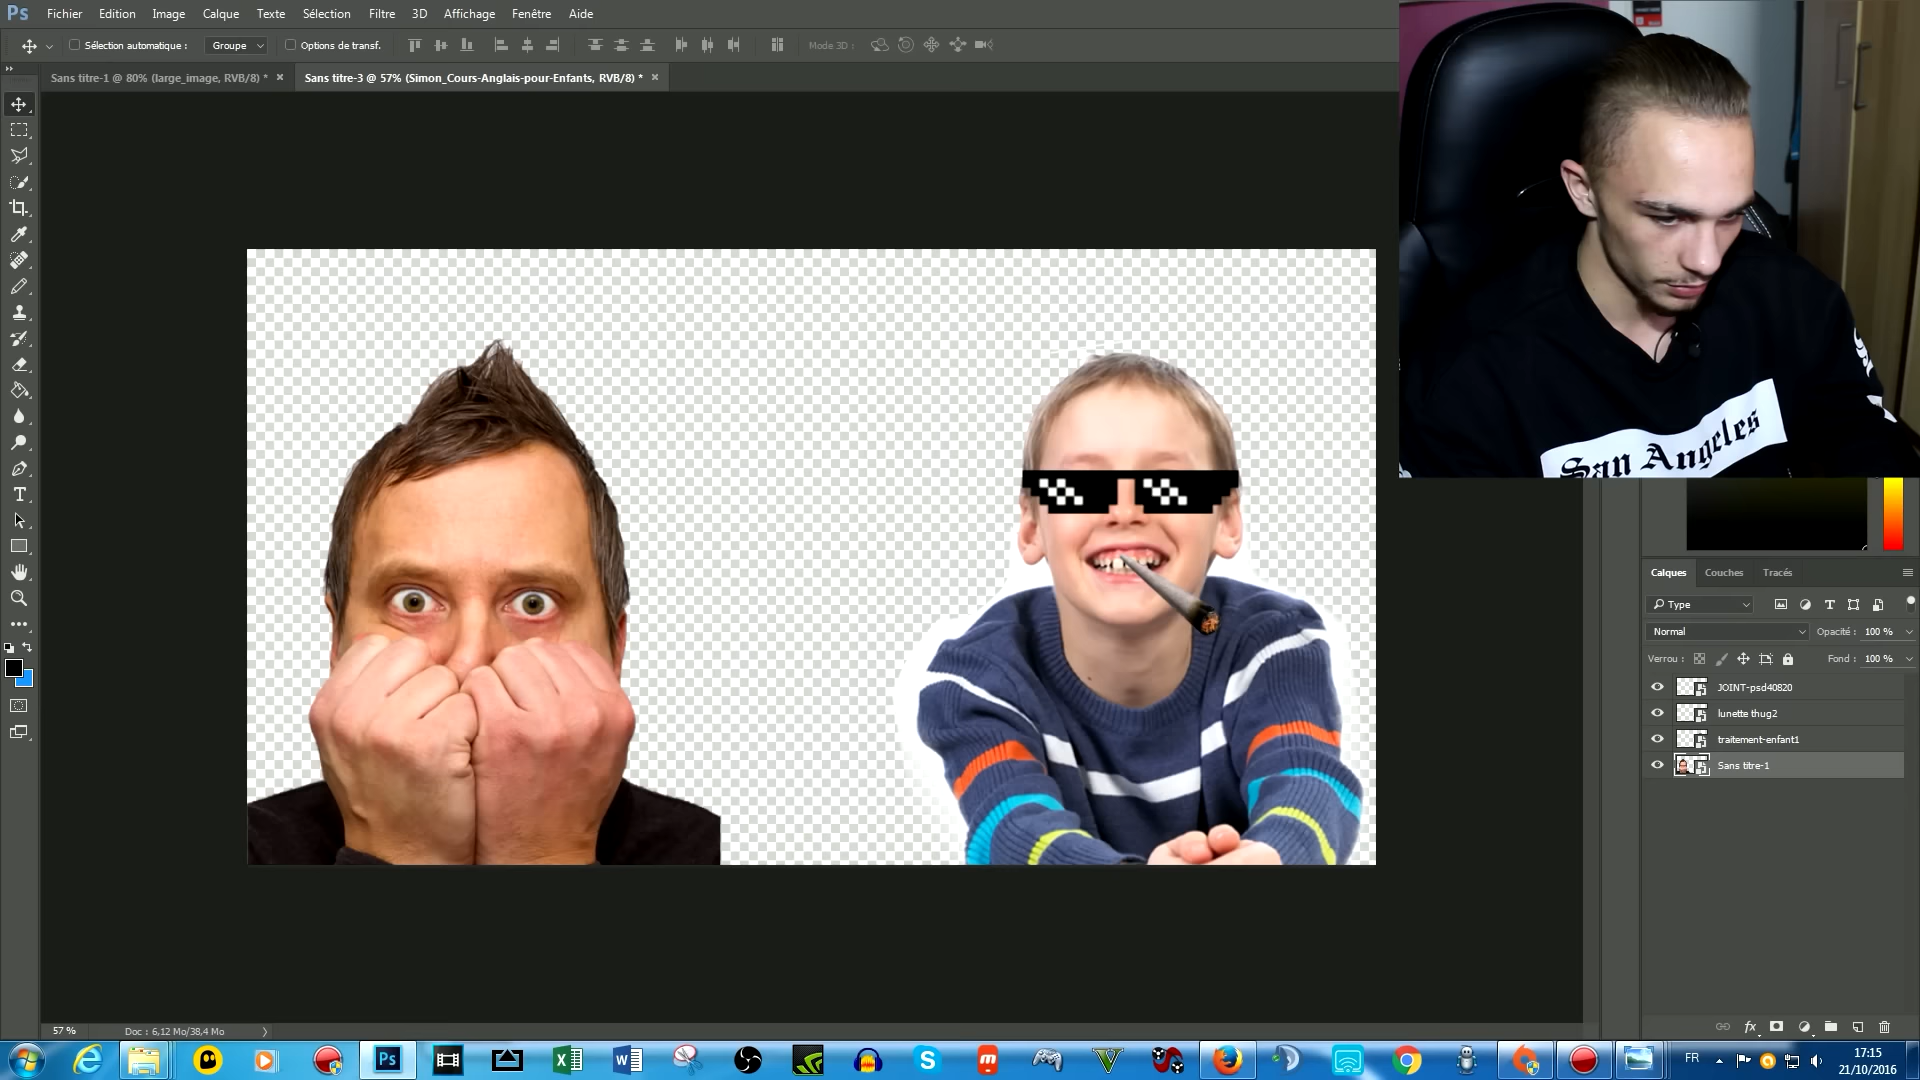 Ps Fichier Edition Image Calque Texte Sélection Filtre 3D Affichage Fenêtre Aide
Sélection automatique : Groupe Options de transf. Mode 3D :
Sans titre-1 @ 80% (large_image, RVB/8) * × Sans titre-3 @ 57% (Simon_Cours-Anglais-pour-Enfants, RVB/8) * ×
San Angeles
Calques Couches Tracés
Type
Normal Opacité : 100 %
Verrou : Fond : 100 %
JOINT-psd40820
lunette thug2
traitement-enfant1
Sans titre-1
57 % Doc : 6,12 Mo/38,4 Mo
fx
Ps
FR
17:15
21/10/2016